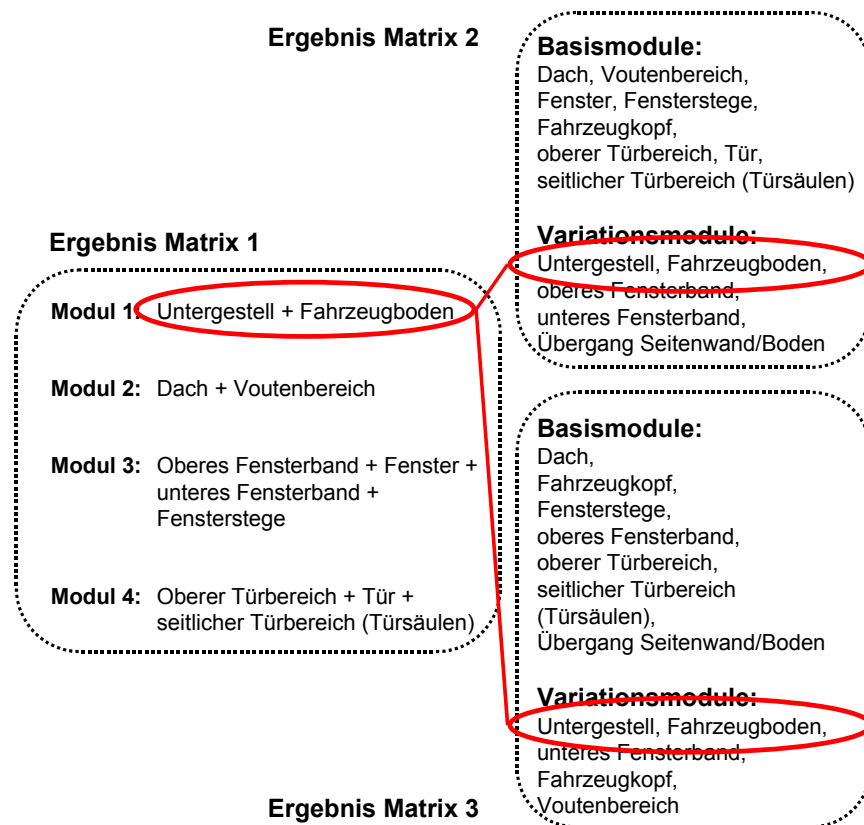 Ergebnis Matrix 2
Basismodule:
Dach, Voutenbereich,
Fenster, Fensterstege,
Fahrzeugkopf,
oberer Türbereich, Tür,
seitlicher Türbereich (Türsäulen)
Variationsmodule:
Untergestell, Fahrzeugboden,
oberes Fensterband,
unteres Fensterband,
Übergang Seitenwand/Boden
Ergebnis Matrix 1
Modul 1: Untergestell + Fahrzeugboden
Modul 2: Dach + Voutenbereich
Modul 3: Oberes Fensterband + Fenster +
unteres Fensterband +
Fensterstege
Modul 4: Oberer Türbereich + Tür +
seitlicher Türbereich (Türsäulen)
Basismodule:
Dach,
Fahrzeugkopf,
Fensterstege,
oberes Fensterband,
oberer Türbereich,
seitlicher Türbereich
(Türsäulen),
Übergang Seitenwand/Boden
Variationsmodule:
Untergestell, Fahrzeugboden,
unteres Fensterband,
Fahrzeugkopf,
Voutenbereich
Ergebnis Matrix 3